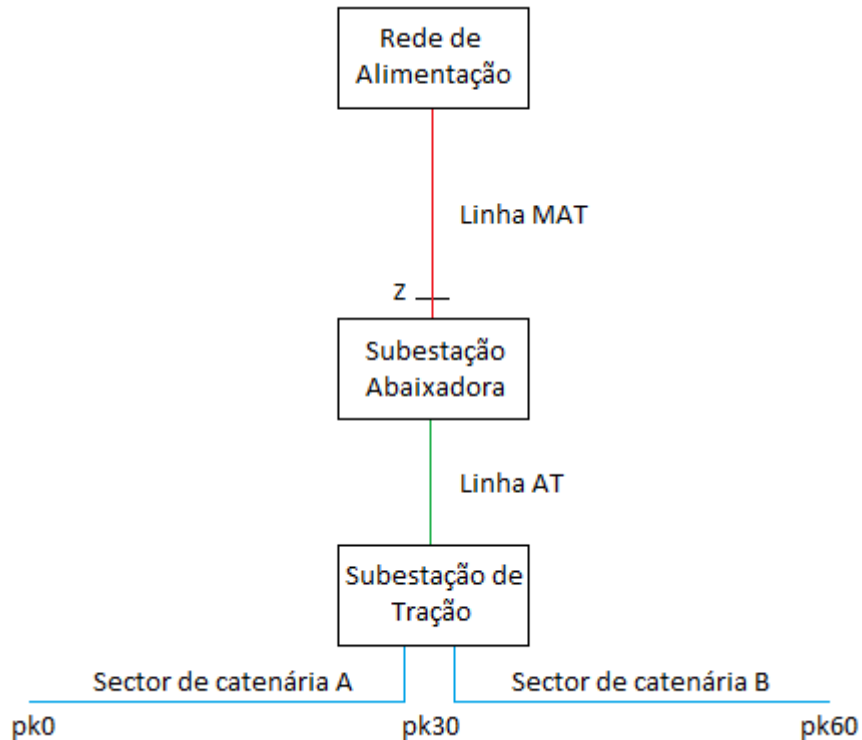 Rede de
Alimentação
Linha MAT
Z
Subestação
Abaixadora
Linha AT
Subestação de
Tração
Sector de catenária A
Sector de catenária B
pk0
pk30
pk60